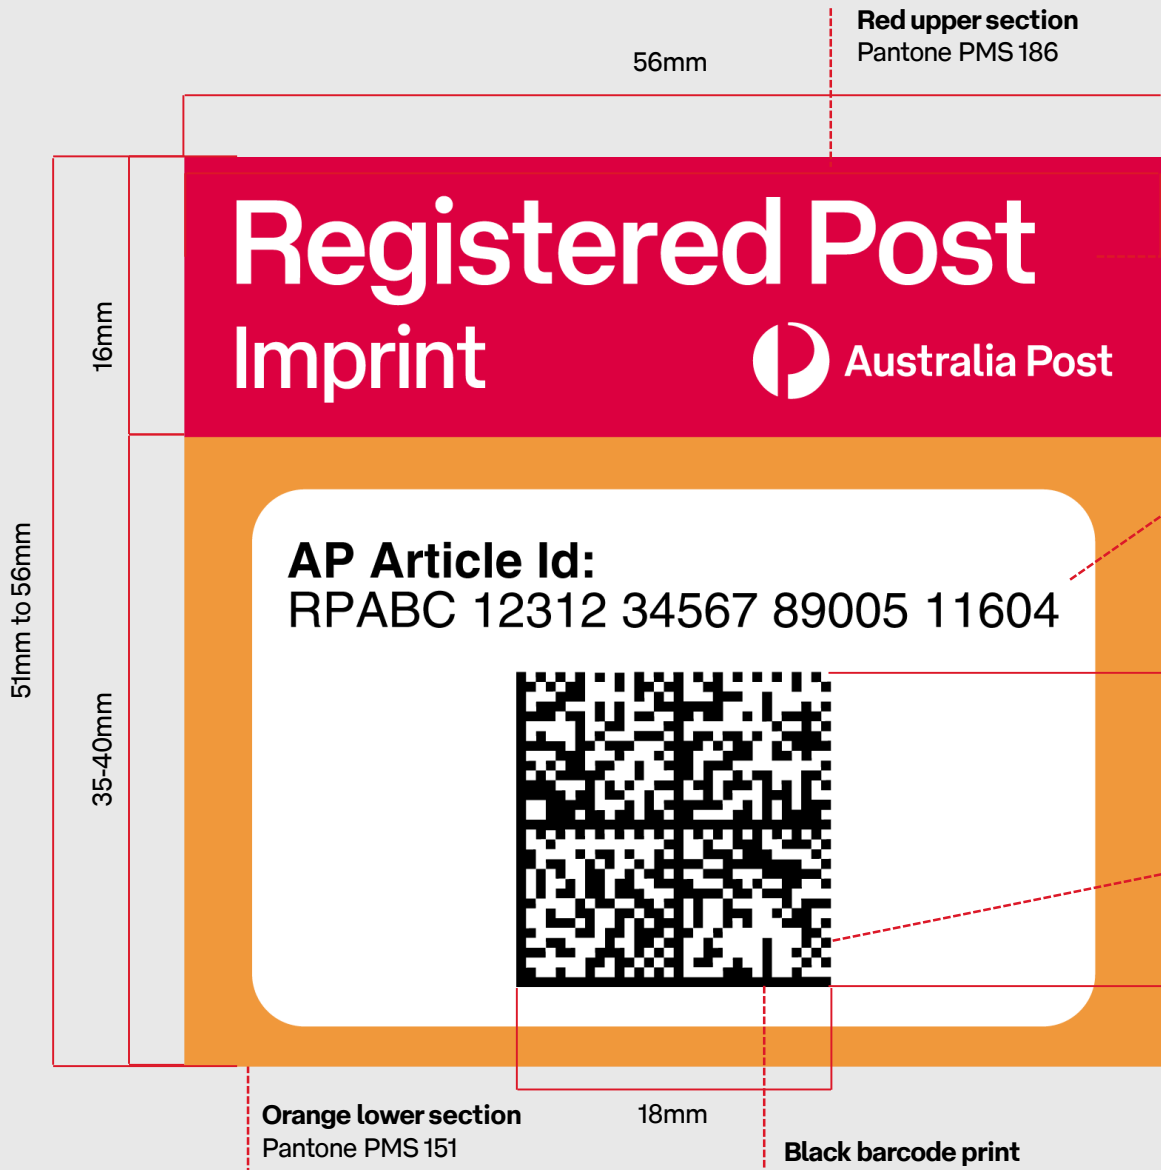 Red upper section
Pantone PMS 186
56mm
Registered Post
Imprint
Australia Post
16mm
51mm to 56mm
35-40mm
AP Article Id:
RPABC 12312 34567 89005 11604
18mm
Orange lower section
Pantone PMS 151
Black barcode print